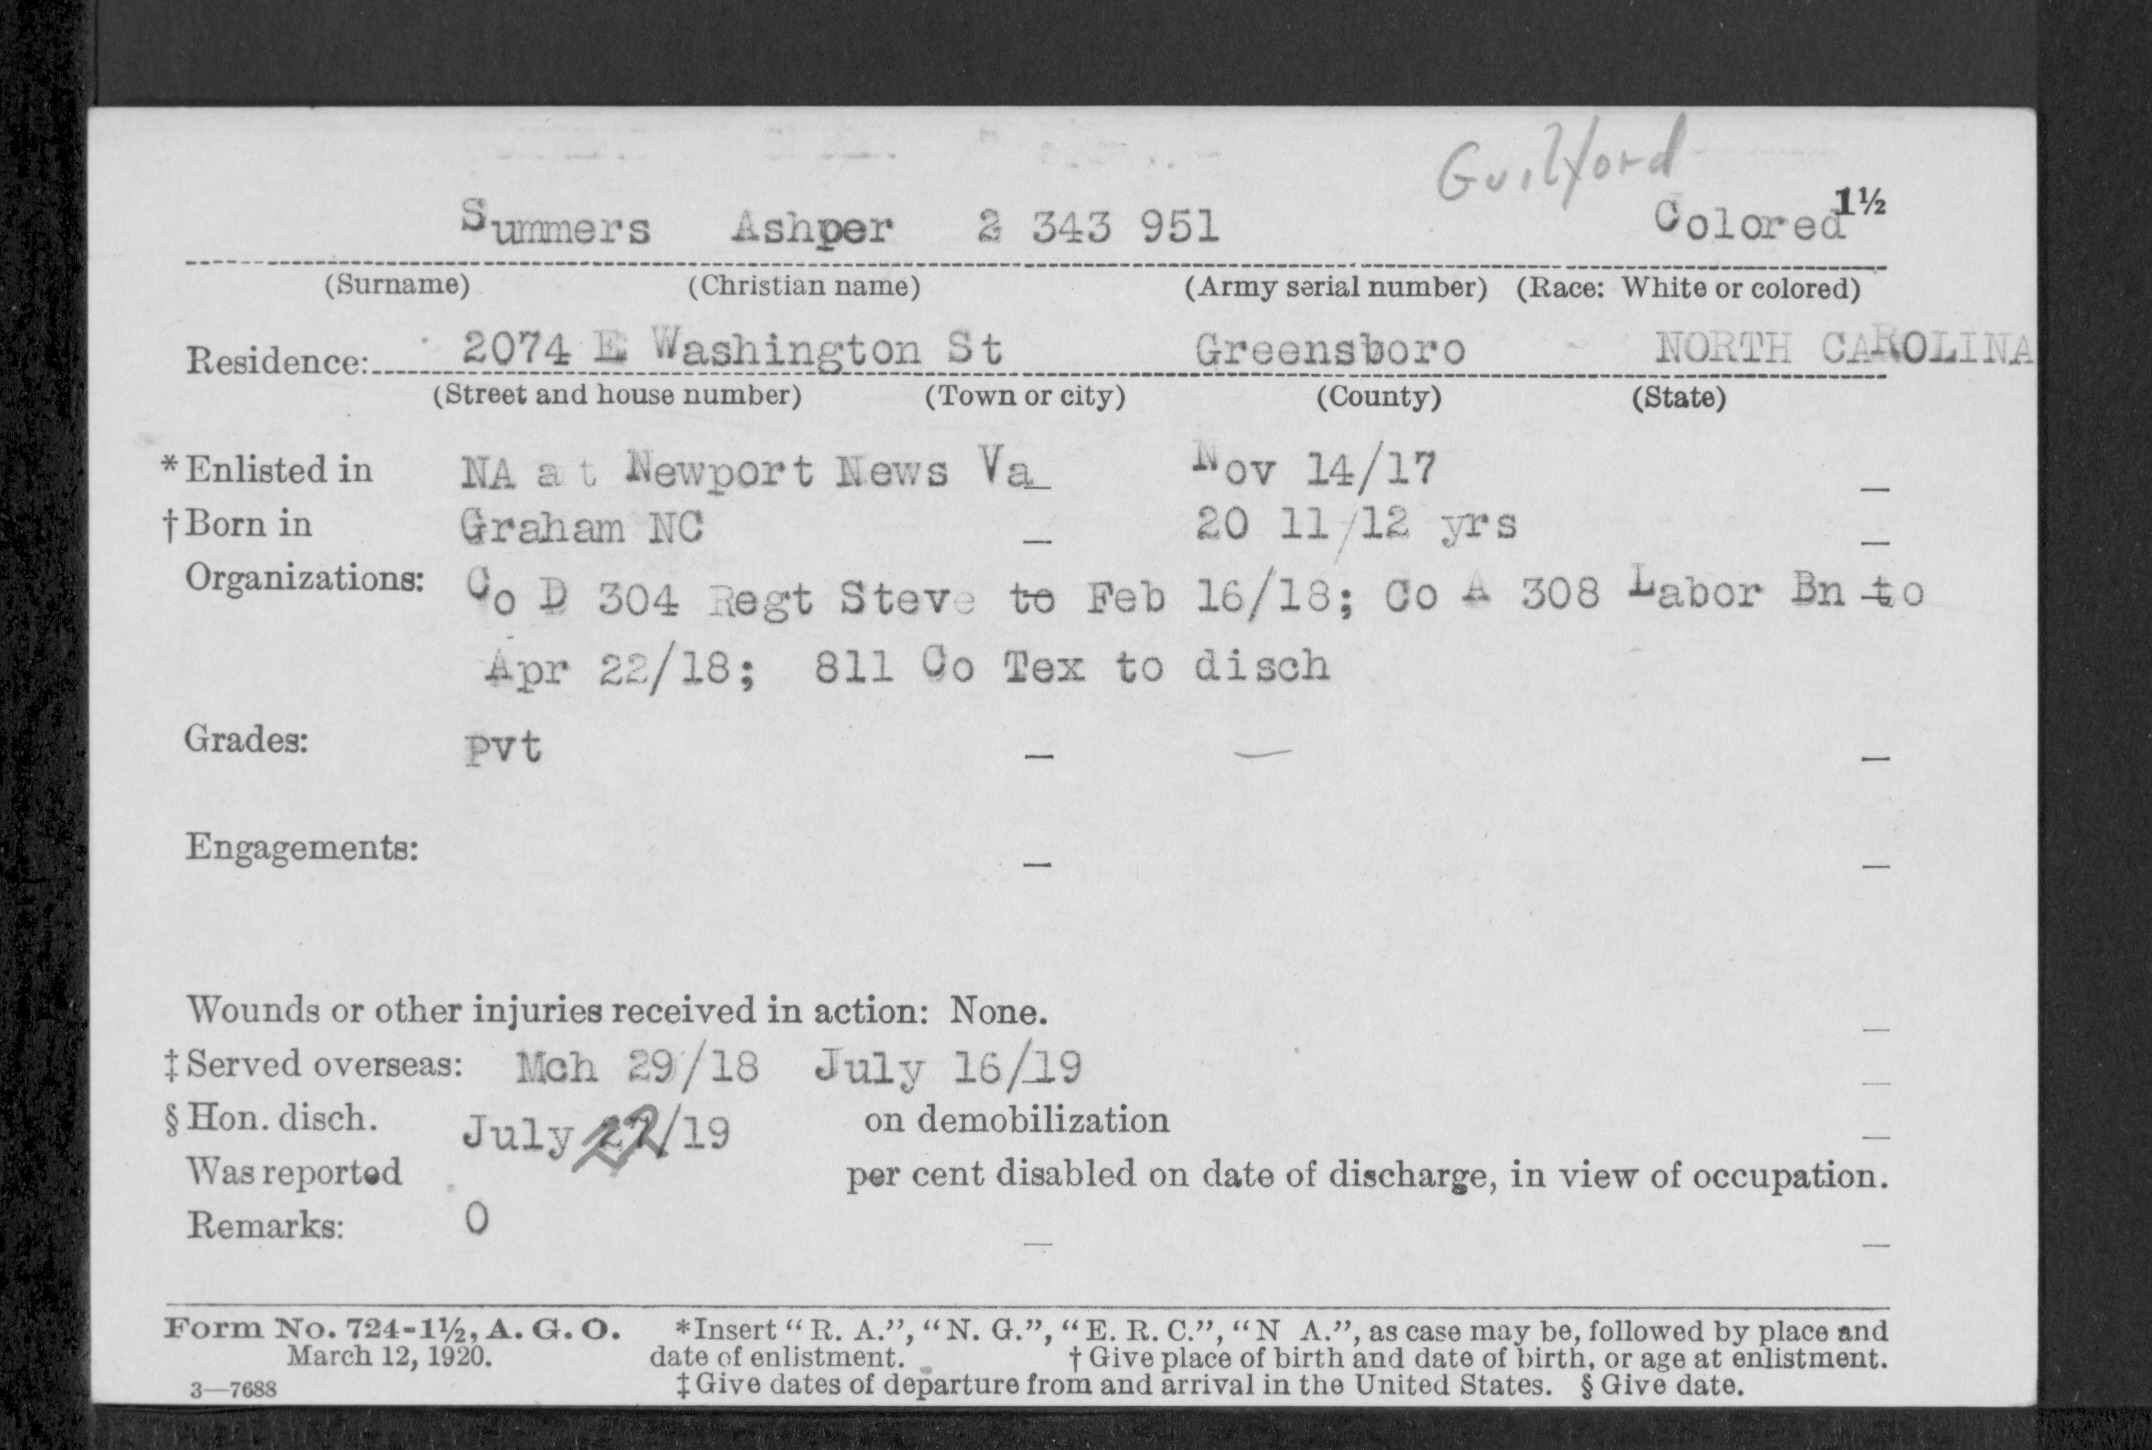 Guilford
Summers Ashper 2 343 951 Colored 1½
(Surname) (Christian name) (Army serial number) (Race: White or colored)
Residence: 2074 E Washington St Greensboro NORTH CAROLINA
(Street and house number) (Town or city) (County) (State)
*Enlisted in NA at Newport News Va Nov 14/17
†Born in Graham NC 20 11/12 yrs
Organizations: Co D 304 Regt Steve to Feb 16/18; Co A 308 Labor Bn to
Apr 22/18; 811 Co Tex to disch
Grades: pvt
Engagements:
Wounds or other injuries received in action: None.
‡Served overseas: Mch 29/18 July 16/19
§Hon. disch. July 22/19 on demobilization
Was reported per cent disabled on date of discharge, in view of occupation.
Remarks: 0
Form No. 724-1½, A. G. O. *Insert "R. A.", "N. G.", "E. R. C.", "N A.", as case may be, followed by place and
March 12, 1920. date of enlistment. †Give place of birth and date of birth, or age at enlistment.
3—7688 ‡Give dates of departure from and arrival in the United States. §Give date.